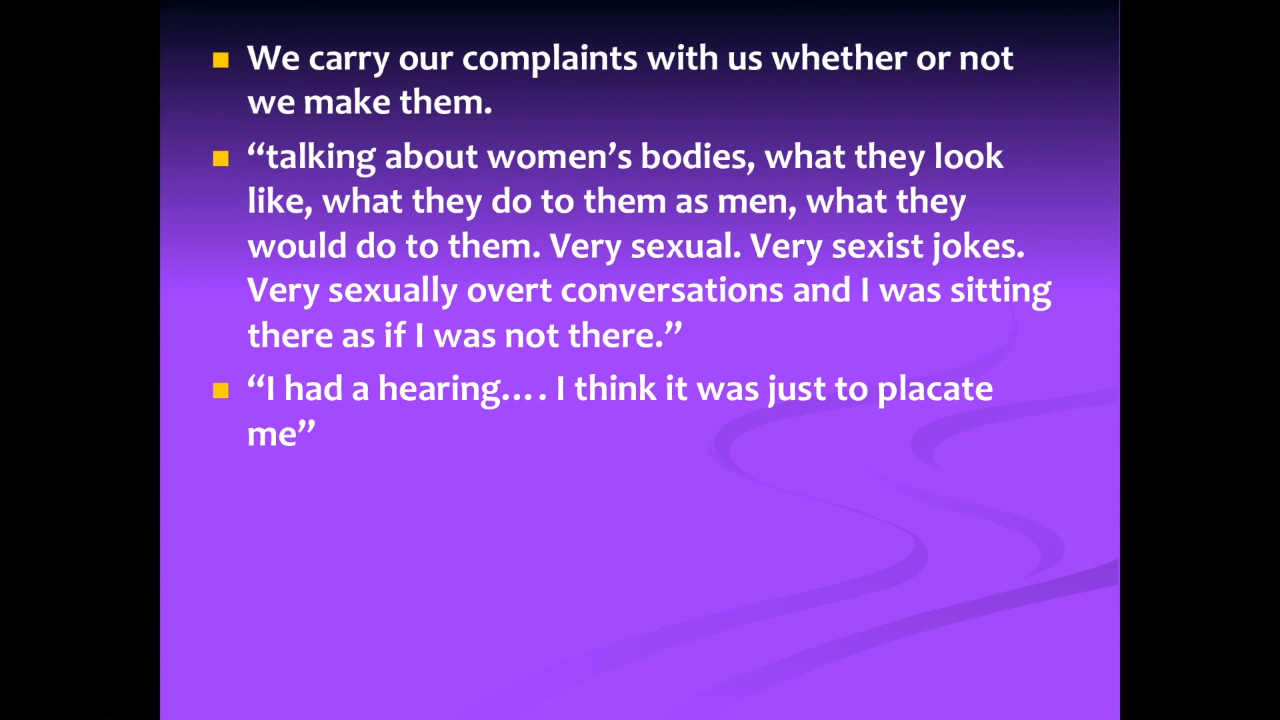 We carry our complaints with us whether or not
we make them.
“talking about women’s bodies, what they look
like, what they do to them as men, what they
would do to them. Very sexual. Very sexist jokes.
Very sexually overt conversations and I was sitting
there as if I was not there.”
“I had a hearing…. I think it was just to placate
me”